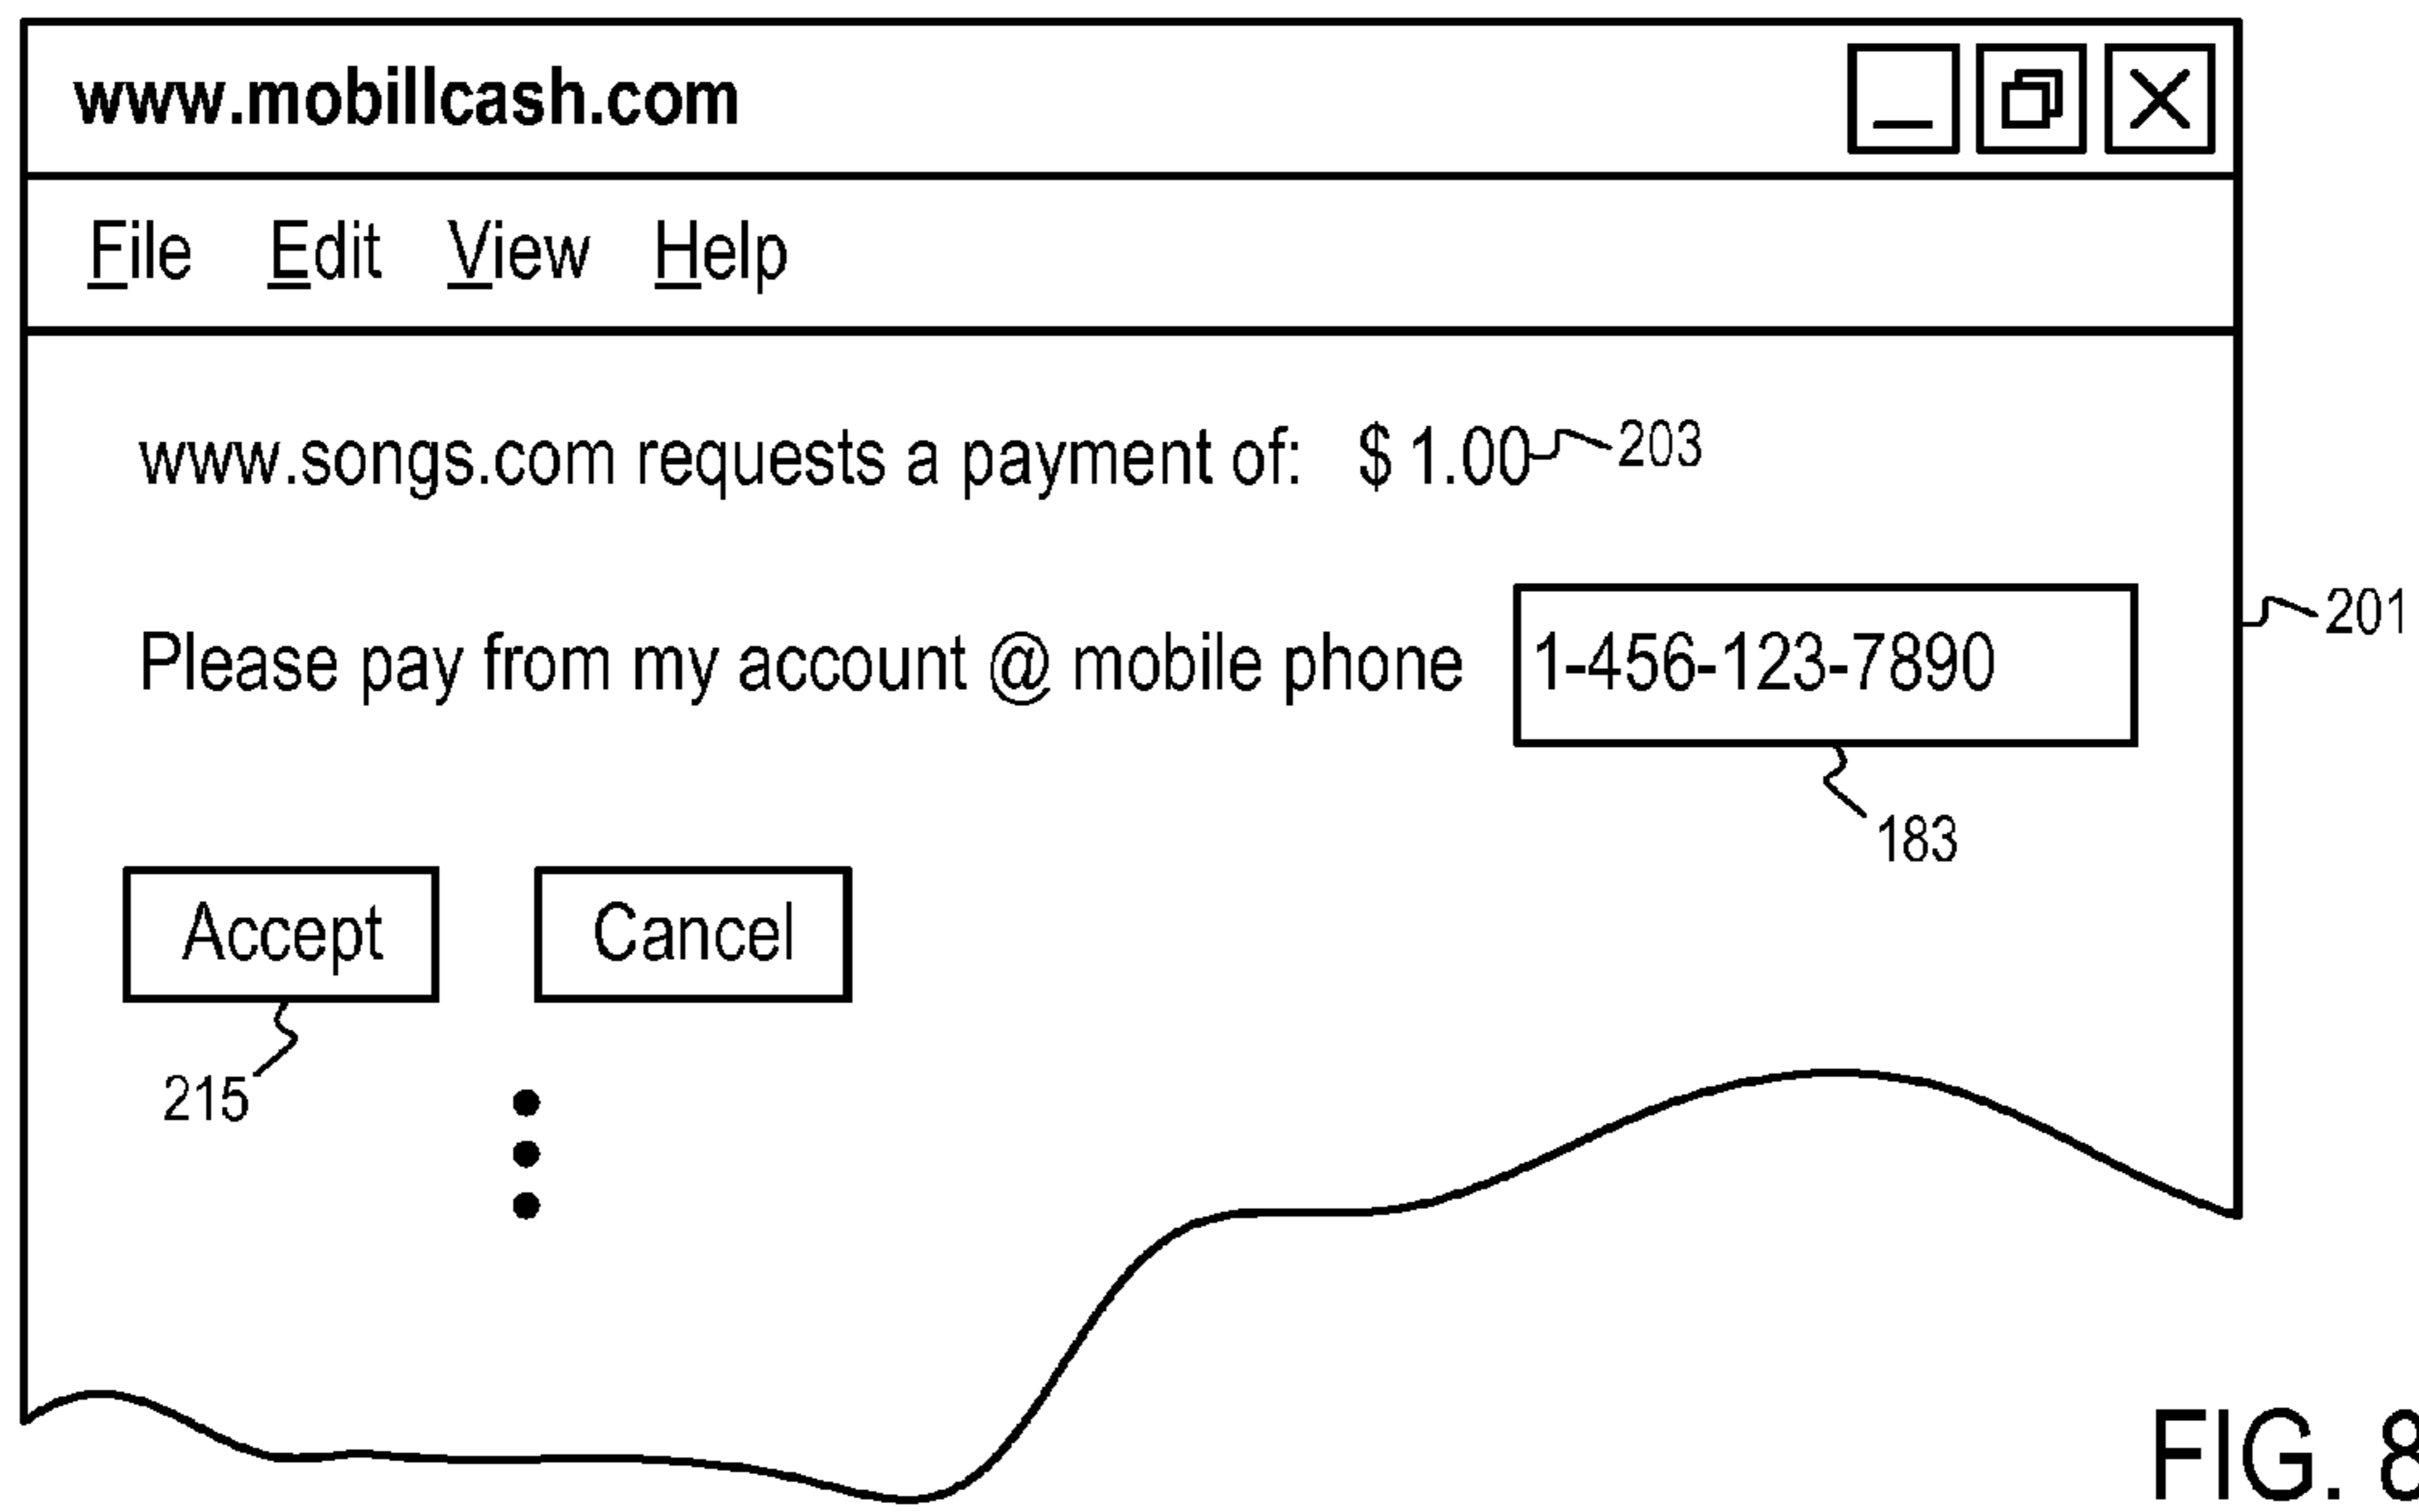 www.mobillcash.com
File Edit View Help
www.songs.com requests a payment of: $ 1.00 203
Please pay from my account @ mobile phone 1-456-123-7890
201
183
Accept Cancel
215
FIG. 8